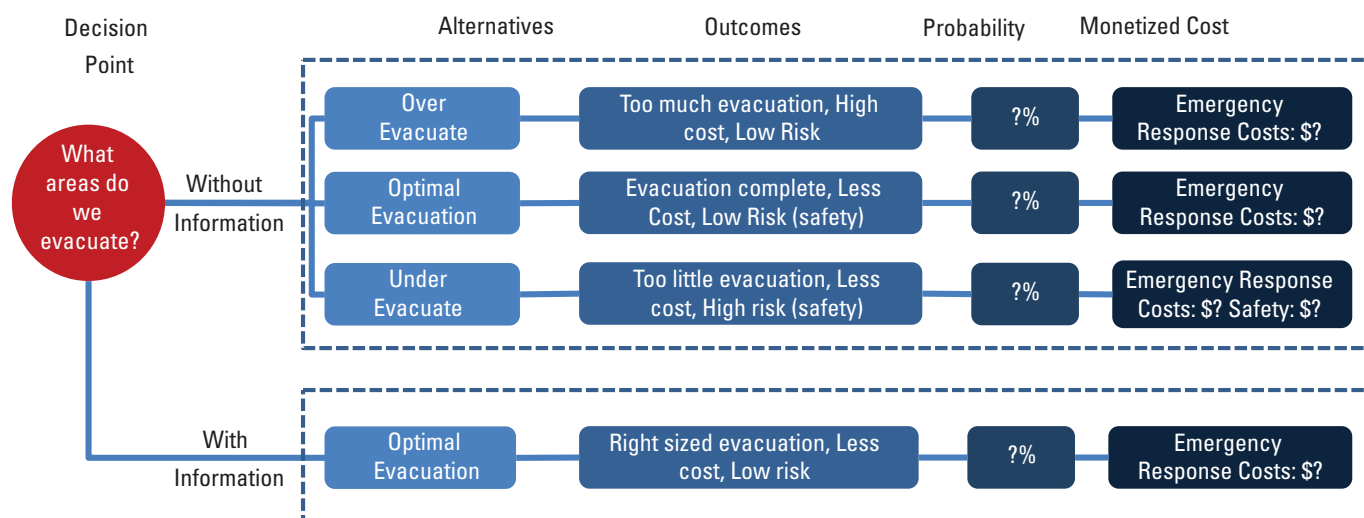 Decision
Point
Alternatives
Outcomes
Probability
Monetized Cost
What
areas do
we
evacuate?
Without
Information
Over
Evacuate
Too much evacuation, High
cost, Low Risk
?%
Emergency
Response Costs: $?
Optimal
Evacuation
Evacuation complete, Less
Cost, Low Risk (safety)
?%
Emergency
Response Costs: $?
Under
Evacuate
Too little evacuation, Less
cost, High risk (safety)
?%
Emergency Response
Costs: $? Safety: $?
With
Information
Optimal
Evacuation
Right sized evacuation, Less
cost, Low risk
?%
Emergency
Response Costs: $?